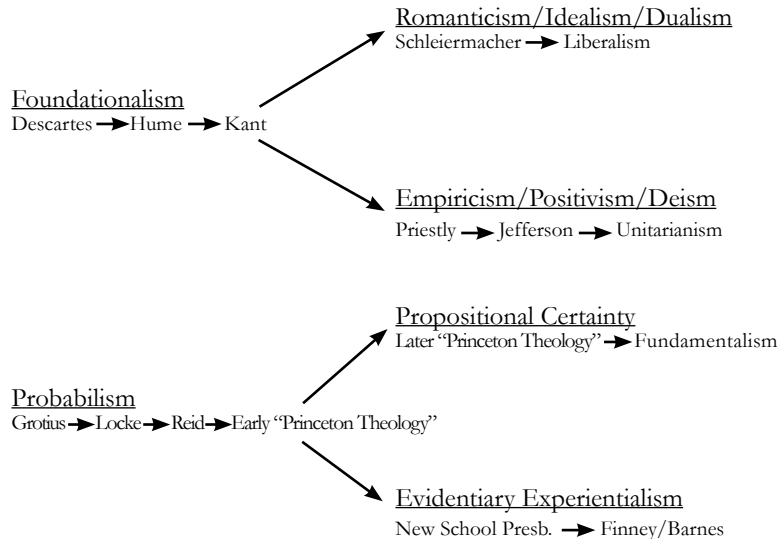 Romanticism/Idealism/Dualism
Schleiermacher → Liberalism
Foundationalism
Descartes → Hume → Kant
Empiricism/Positivism/Deism
Priestly → Jefferson → Unitarianism
Propositional Certainty
Later “Princeton Theology” → Fundamentalism
Probabilism
Grotius → Locke → Reid → Early “Princeton Theology”
Evidentiary Experientialism
New School Presb. → Finney/Barnes